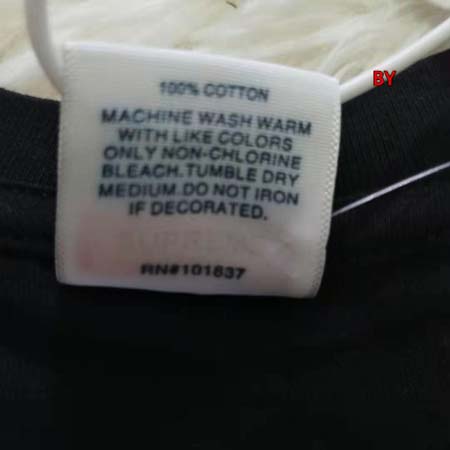 BY
100% COTTON
MACHINE WASH WARM
WITH LIKE COLORS
ONLY NON-CHLORINE
BLEACH.TUMBLE DRY
MEDIUM.DO NOT IRON
IF DECORATED.
SUPREME
RN#101837